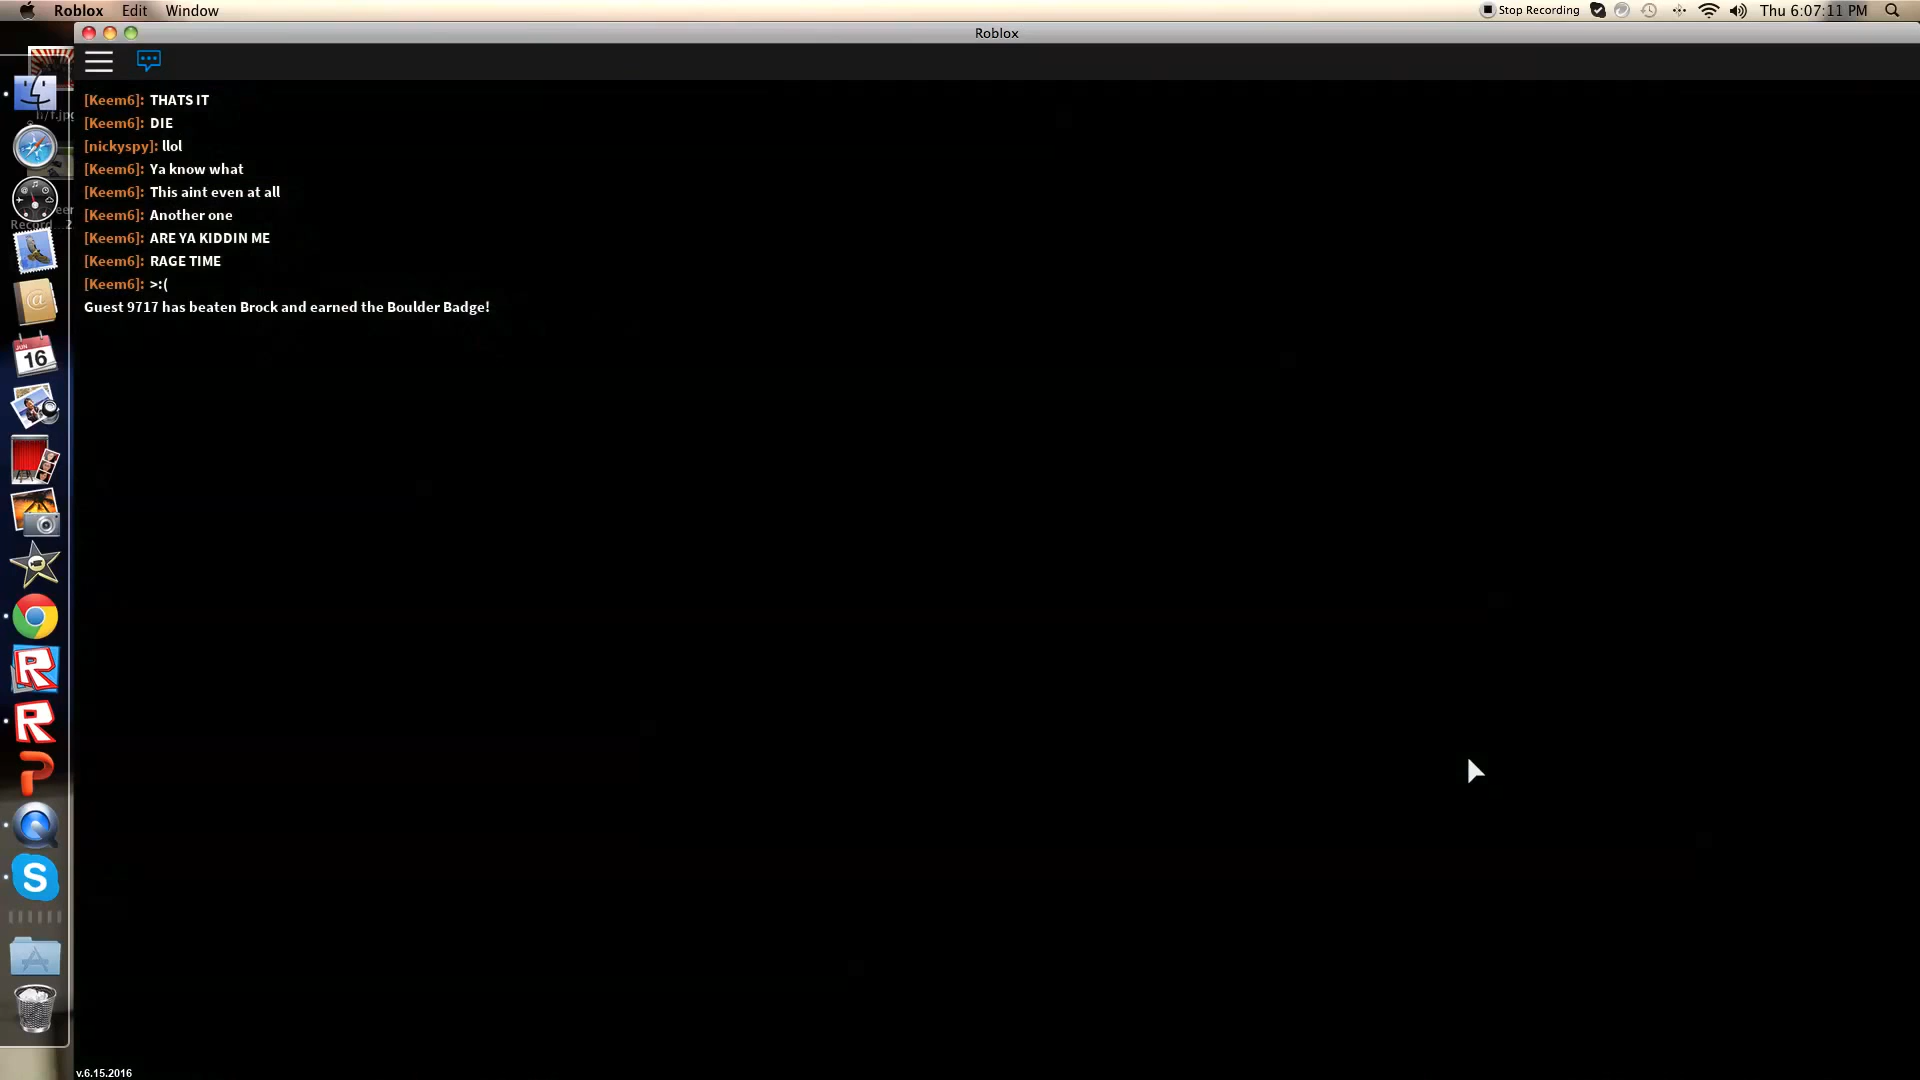 Roblox Edit Window Stop Recording Thu 6:07:11 PM
Roblox
[Keem6]: THATS IT
[Keem6]: DIE
[nickyspy]: llol
[Keem6]: Ya know what
[Keem6]: This aint even at all
[Keem6]: Another one
[Keem6]: ARE YA KIDDIN ME
[Keem6]: RAGE TIME
[Keem6]: >:(
Guest 9717 has beaten Brock and earned the Boulder Badge!
JUN
16
v.6.15.2016